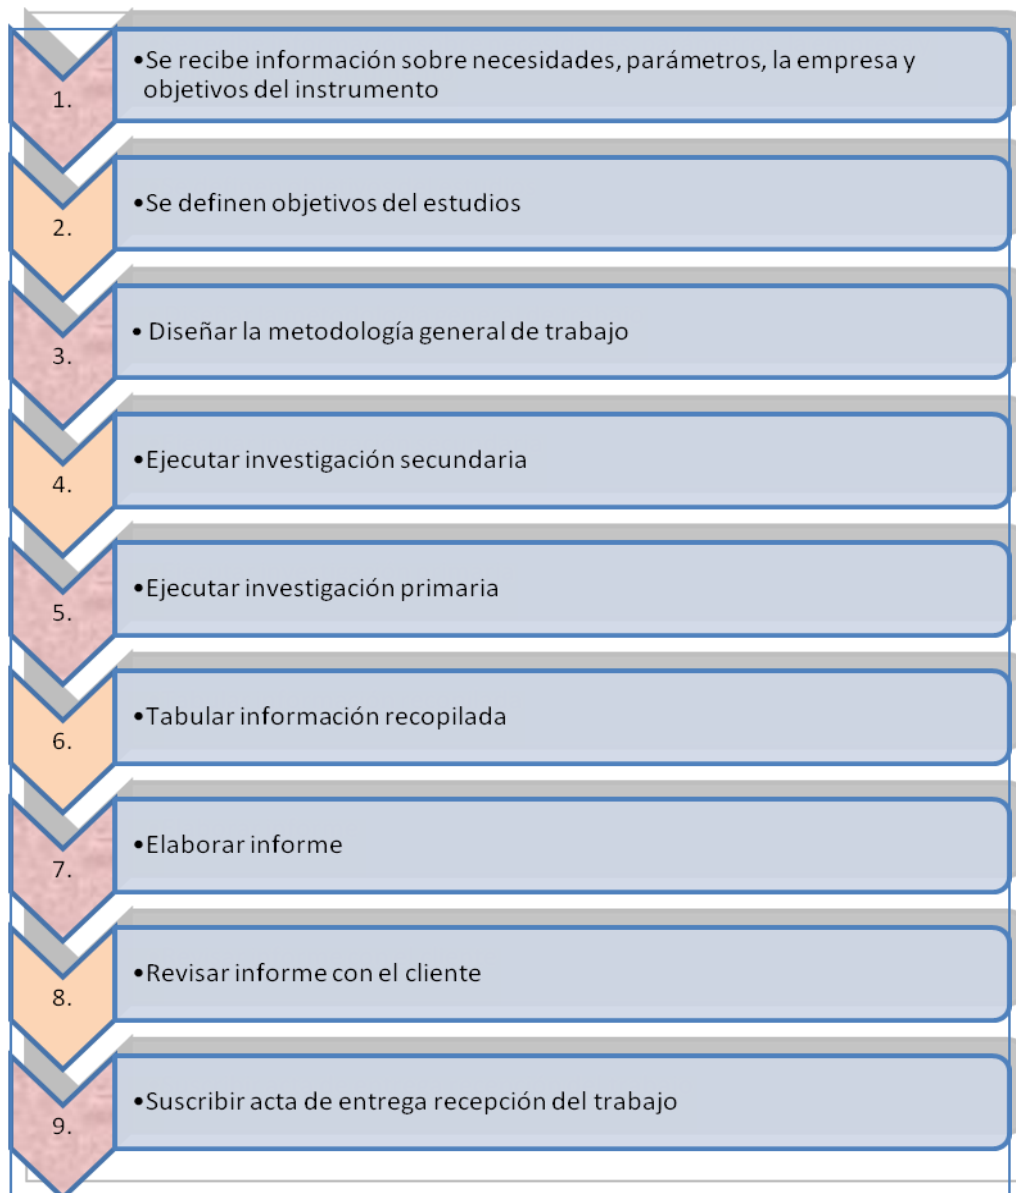 1.
•Se recibe información sobre necesidades, parámetros, la empresa y
objetivos del instrumento
2.
•Se definen objetivos del estudios
3.
• Diseñar la metodología general de trabajo
4.
•Ejecutar investigación secundaria
5.
•Ejecutar investigación primaria
6.
•Tabular información recopilada
7.
•Elaborar informe
8.
•Revisar informe con el cliente
9.
•Suscribir acta de entrega recepción del trabajo